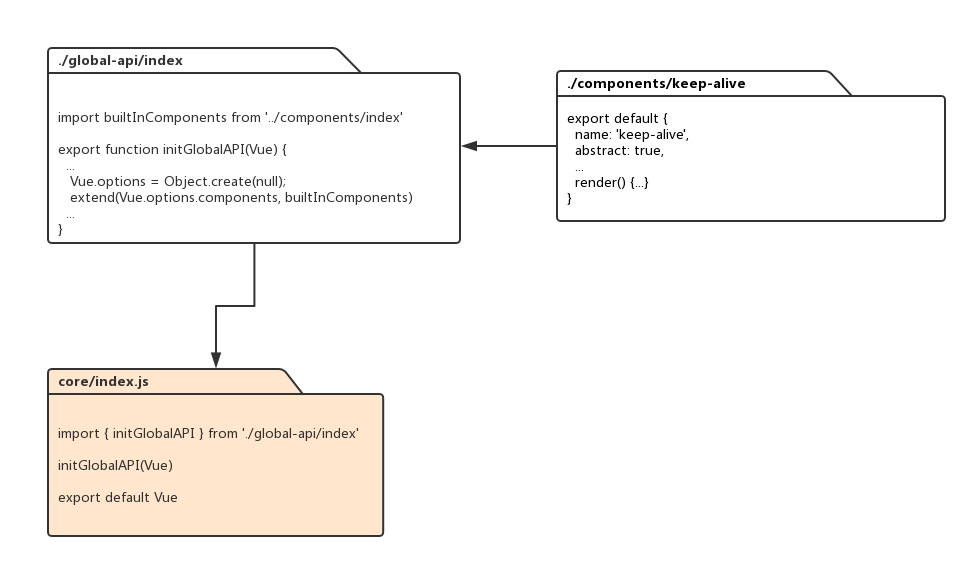 ./global-api/index
import builtInComponents from '../components/index'
export function initGlobalAPI(Vue) {
...
Vue.options = Object.create(null);
extend(Vue.options.components, builtInComponents)
...
}
./components/keep-alive
export default {
name: 'keep-alive',
abstract: true,
...
render() {...}
}
core/index.js
import { initGlobalAPI } from './global-api/index'
initGlobalAPI(Vue)
export default Vue